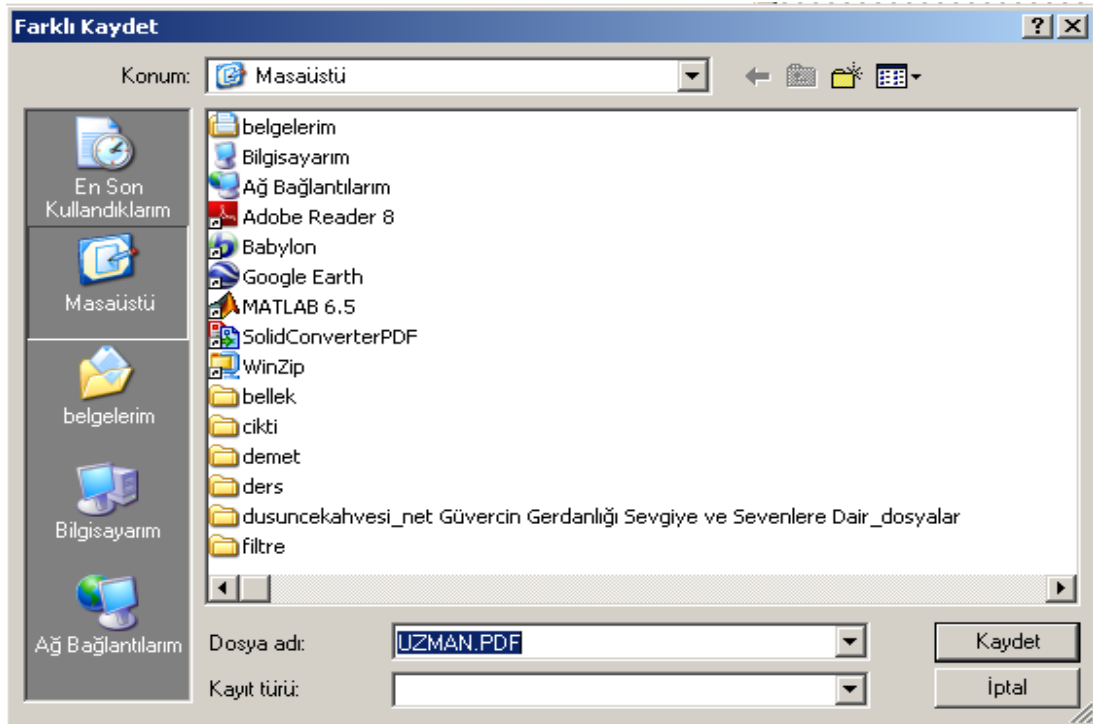 Farklı Kaydet
Konum: Masaüstü
En Son
Kullandıklarım
Masaüstü
belgelerim
Bilgisayarım
Ağ Bağlantılarım
belgelerim
Bilgisayarım
Ağ Bağlantılarım
Adobe Reader 8
Babylon
Google Earth
MATLAB 6.5
SolidConverterPDF
WinZip
bellek
cikti
demet
ders
dusuncekahvesi_net Güvercin Gerdanlığı Sevgiye ve Sevenlere Dair_dosyalar
filtre
Dosya adı: UZMAN.PDF Kaydet
Kayıt türü: İptal